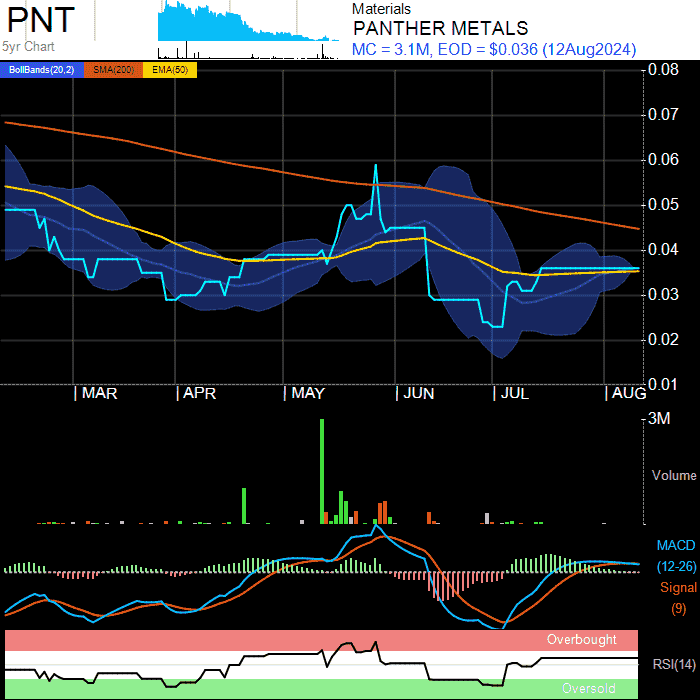 PNT
5yr Chart
Materials
PANTHER METALS
MC = 3.1M, EOD = $0.036 (12Aug2024)
BollBands(20,2) SMA(200) EMA(50)
0.08
0.07
0.06
0.05
0.04
0.03
0.02
0.01
MAR APR MAY JUN JUL AUG
3M
Volume
MACD
(12-26)
Signal
(9)
Overbought
RSI(14)
Oversold